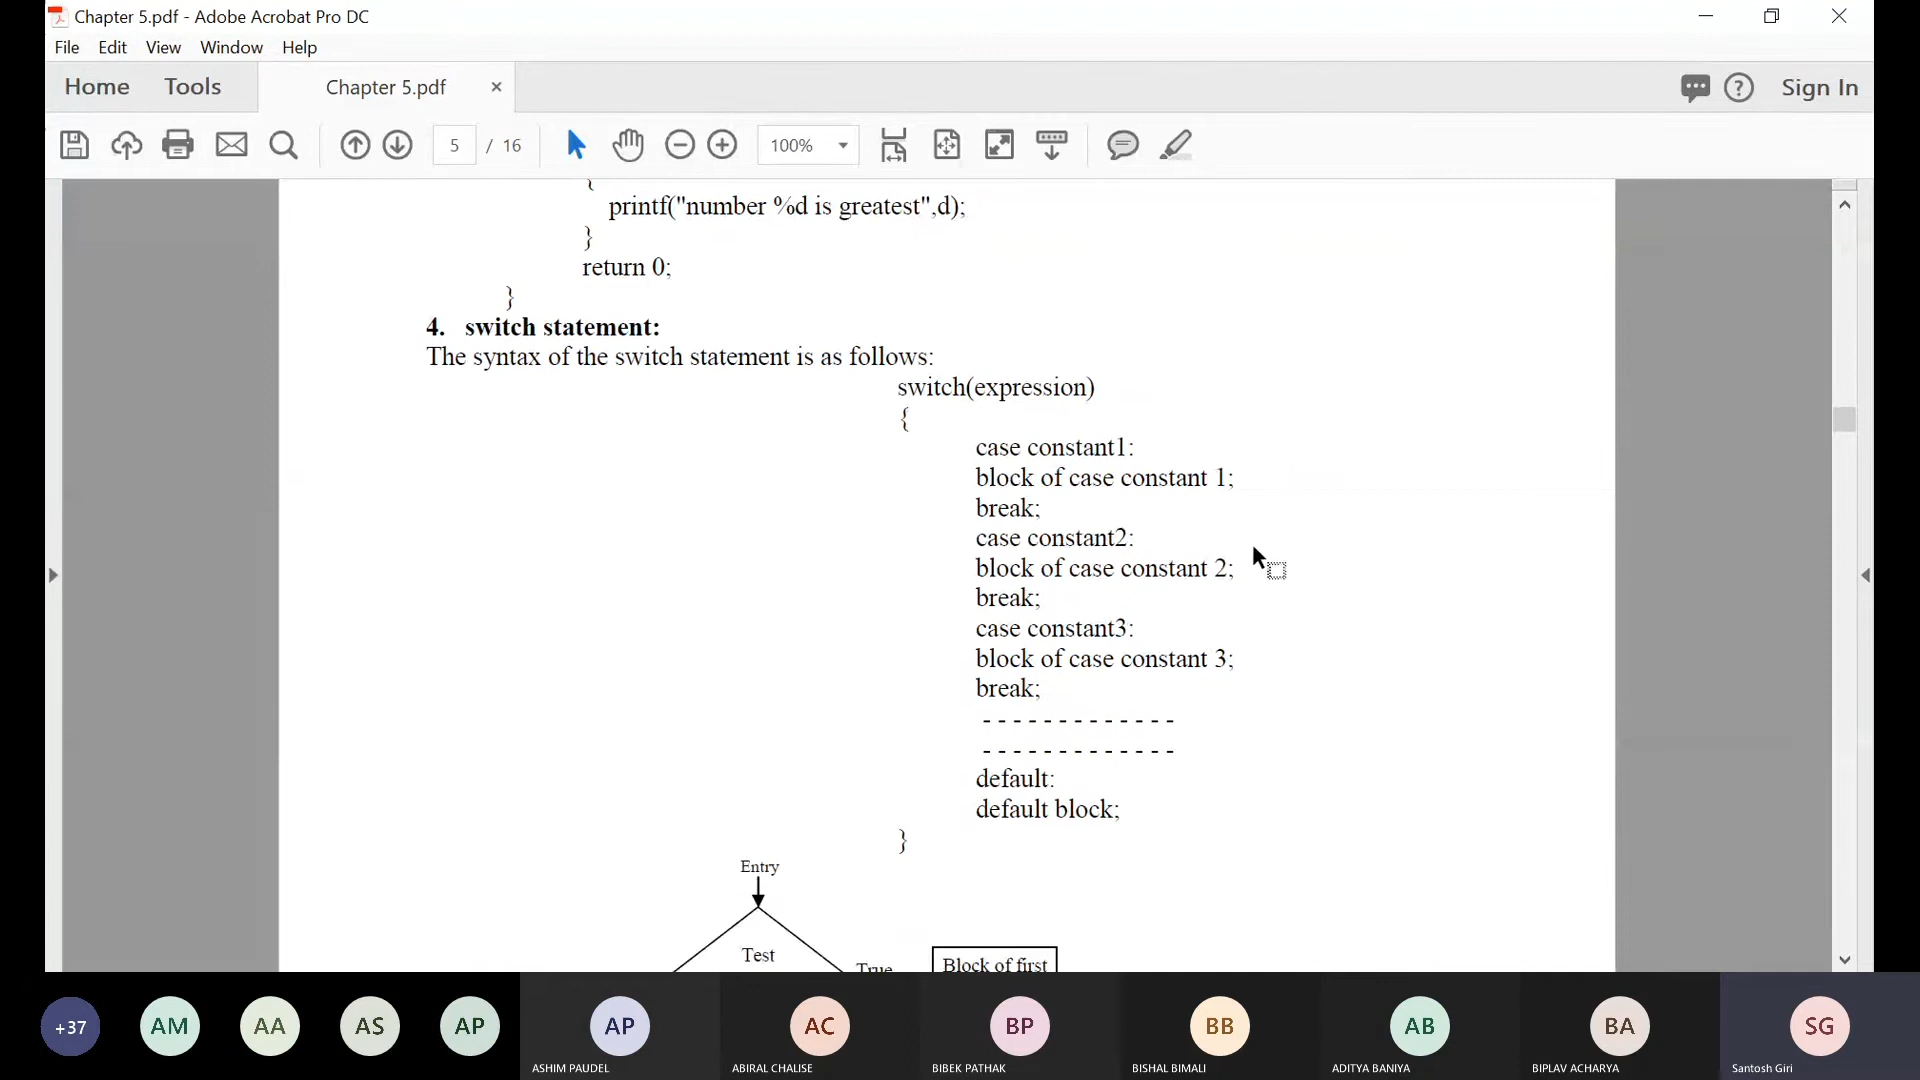 Chapter 5.pdf - Adobe Acrobat Pro DC
File Edit View Window Help
Home Tools Chapter 5.pdf × Sign In
5 / 16 100%
{
printf("number %d is greatest",d);
}
return 0;
}
4. switch statement:
The syntax of the switch statement is as follows:
switch(expression)
{
case constant1:
block of case constant 1;
break;
case constant2:
block of case constant 2;
break;
case constant3:
block of case constant 3;
break;
- - - - - - - - - - - - -
- - - - - - - - - - - - -
default:
default block;
}
Entry
Test
True
Block of first
+37 AM AA AS AP AP AC BP BB AB BA SG
ASHIM PAUDEL ABIRAL CHALISE BIBEK PATHAK BISHAL BIMALI ADITYA BANIYA BIPLAV ACHARYA Santosh Giri